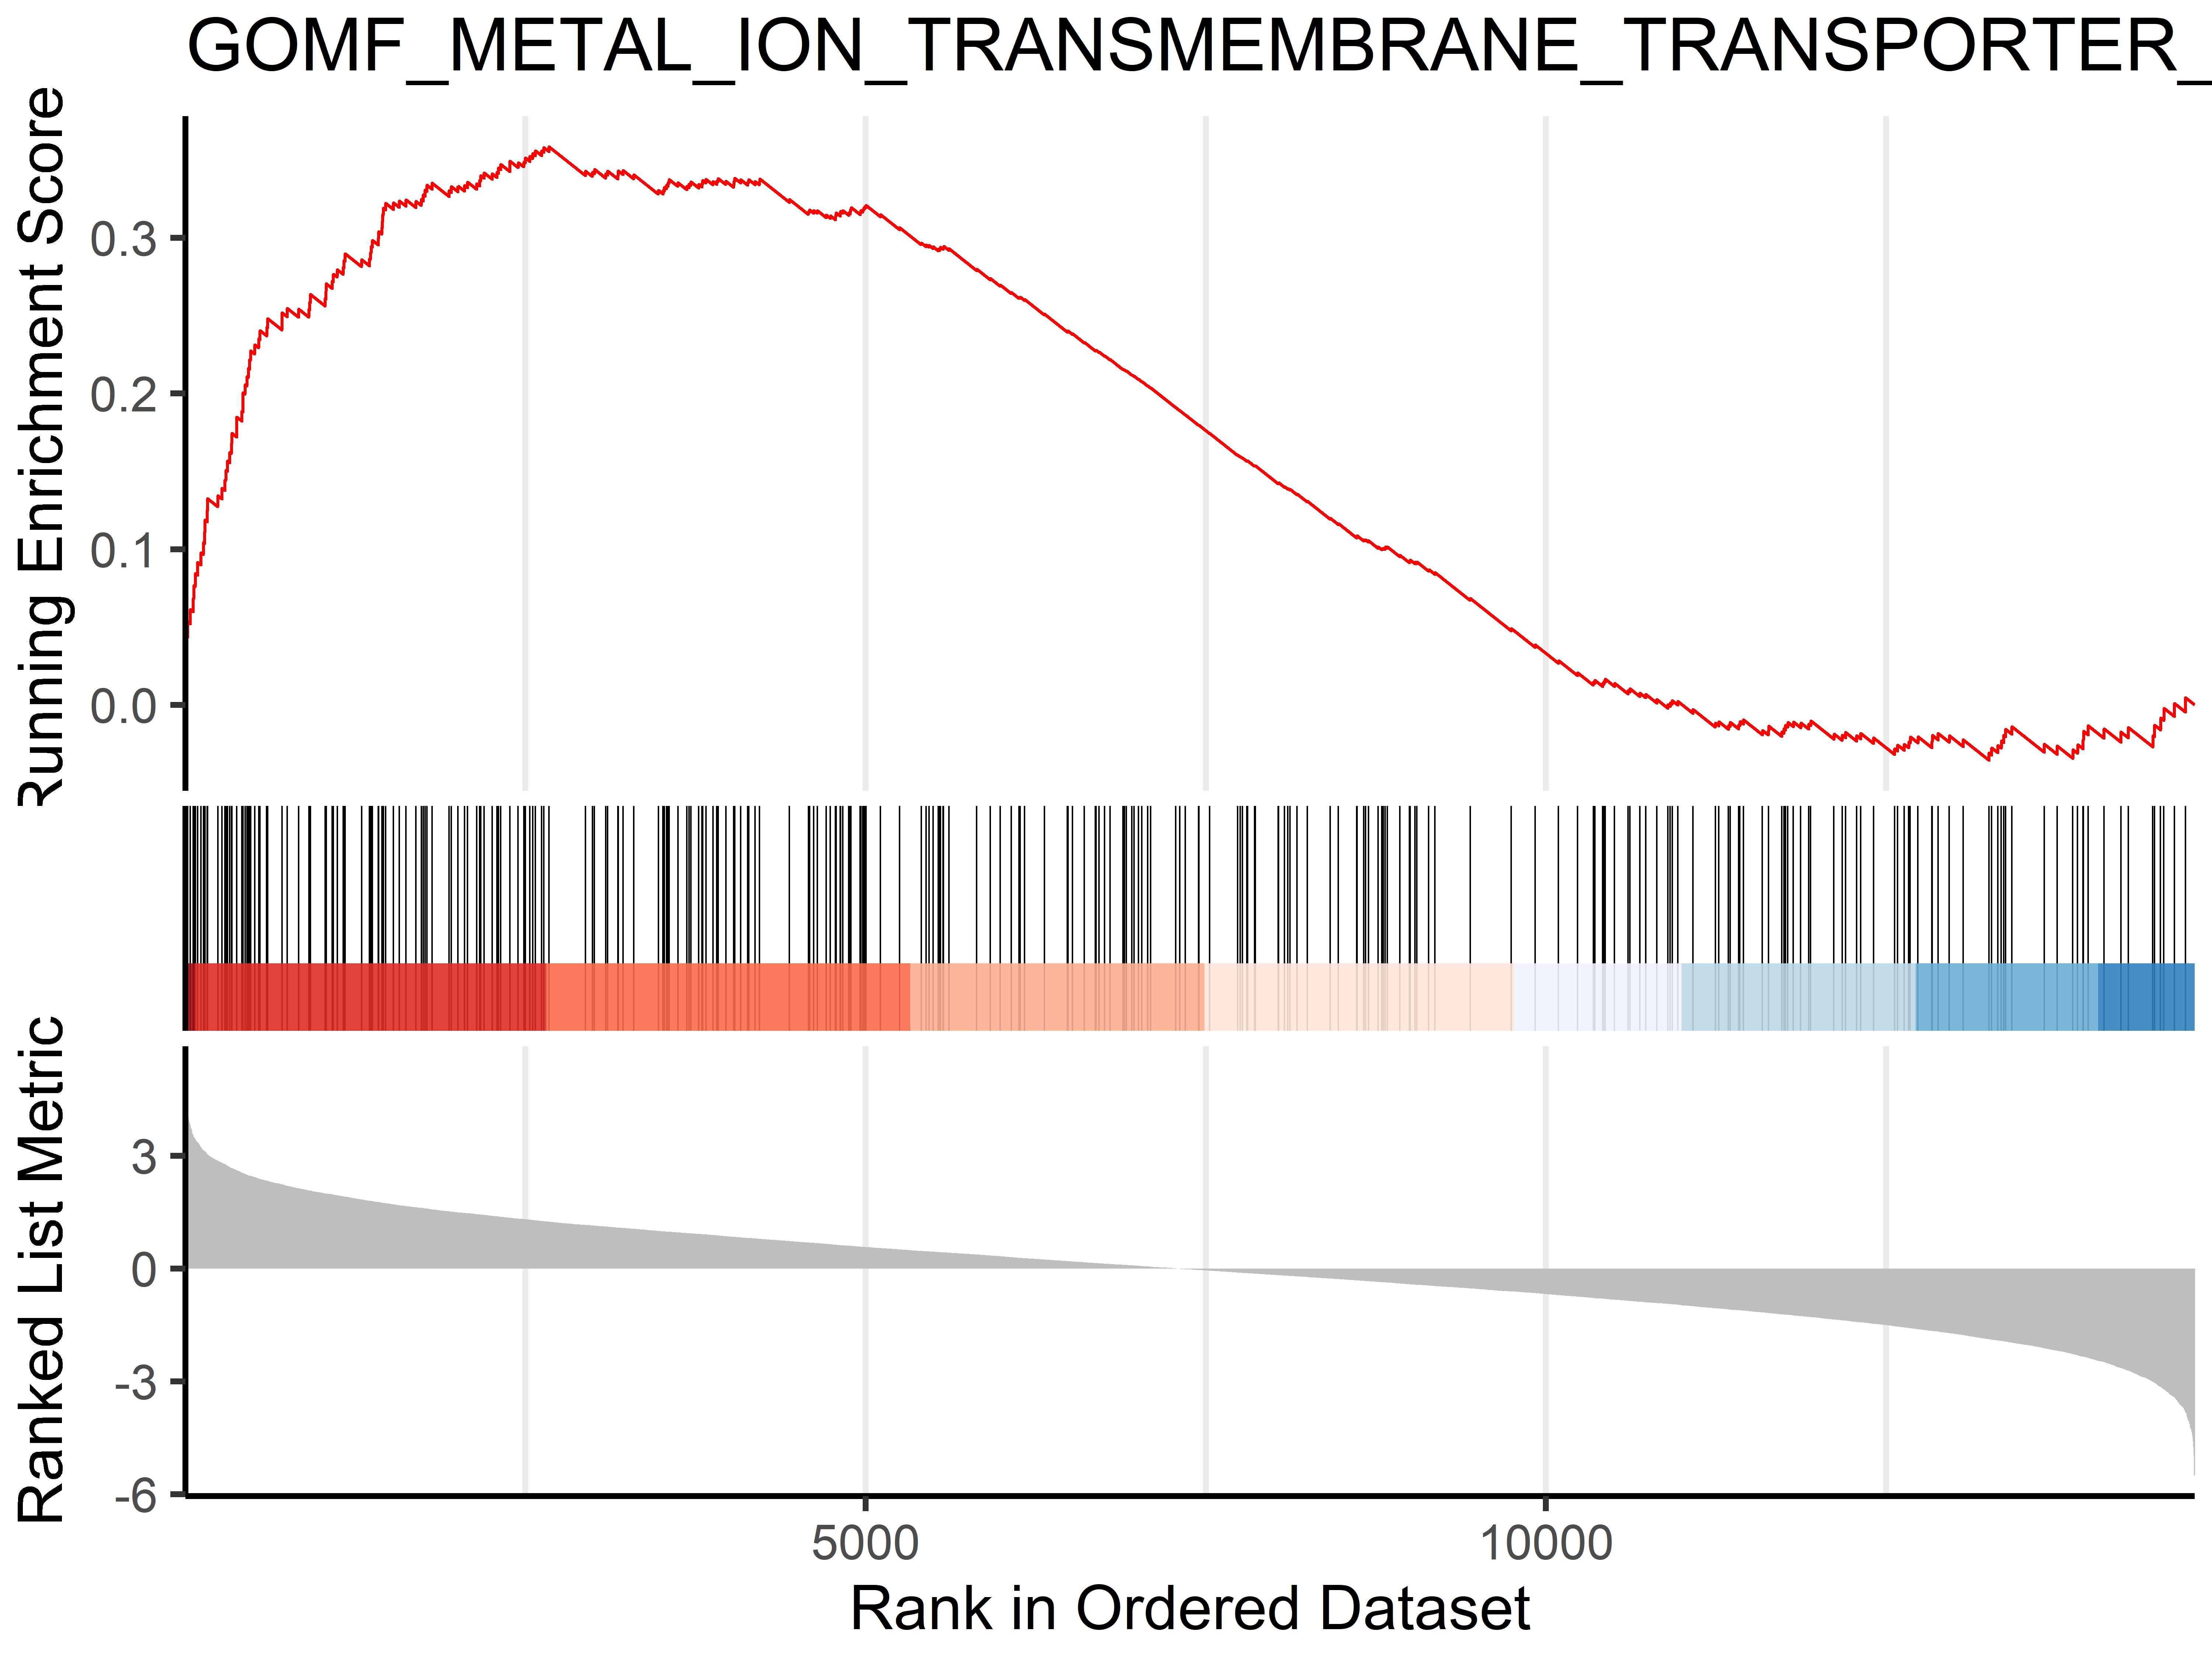 GOMF_METAL_ION_TRANSMEMBRANE_TRANSPORTER_
Running Enrichment Score
0.3
0.2
0.1
0.0
Ranked List Metric
3
0
-3
-6
5000
10000
Rank in Ordered Dataset